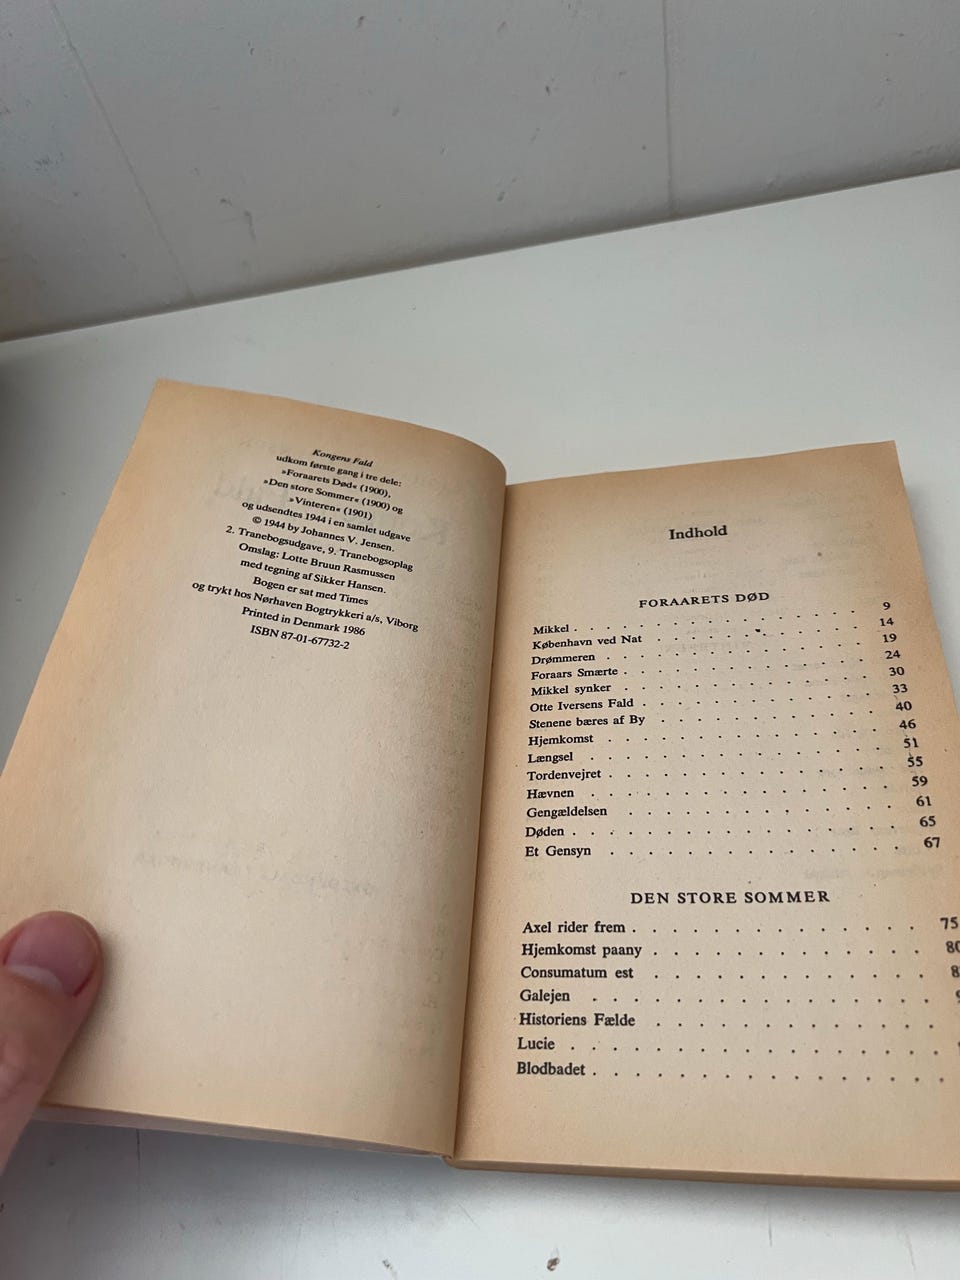 Kongens Fald
udkom første gang i tre dele:
»Foraarets Død« (1900),
»Den store Sommer« (1900) og
»Vinteren« (1901)
og udsendtes 1944 i en samlet udgave
© 1944 by Johannes V. Jensen.
2. Tranebogsudgave, 9. Tranebogsoplag
Omslag: Lotte Bruun Rasmussen
med tegning af Sikker Hansen.
Bogen er sat med Times
og trykt hos Nørhaven Bogtrykkeri a/s, Viborg
Printed in Denmark 1986
ISBN 87-01-67732-2
Indhold
FORAARETS DØD
Mikkel . . . . . . . . . . . . . . 9
København ved Nat . . . . . . . . . . . 14
Drømmeren . . . . . . . . . . . . . 19
Foraars Smærte . . . . . . . . . . . . 24
Mikkel synker . . . . . . . . . . . . 30
Otte Iversens Fald . . . . . . . . . . . 33
Stenene bæres af By . . . . . . . . . . . 40
Hjemkomst . . . . . . . . . . . . . 46
Længsel . . . . . . . . . . . . . . 51
Tordenvejret . . . . . . . . . . . . . 55
Hævnen . . . . . . . . . . . . . . 59
Gengældelsen . . . . . . . . . . . . 61
Døden . . . . . . . . . . . . . . 65
Et Gensyn . . . . . . . . . . . . . 67
DEN STORE SOMMER
Axel rider frem . . . . . . . . . . . . 75
Hjemkomst paany . . . . . . . . . . . 80
Consumatum est . . . . . . . . . . . .
Galejen . . . . . . . . . . . . . .
Historiens Fælde . . . . . . . . . . . .
Lucie . . . . . . . . . . . . . . .
Blodbadet . . . . . . . . . . . . . .